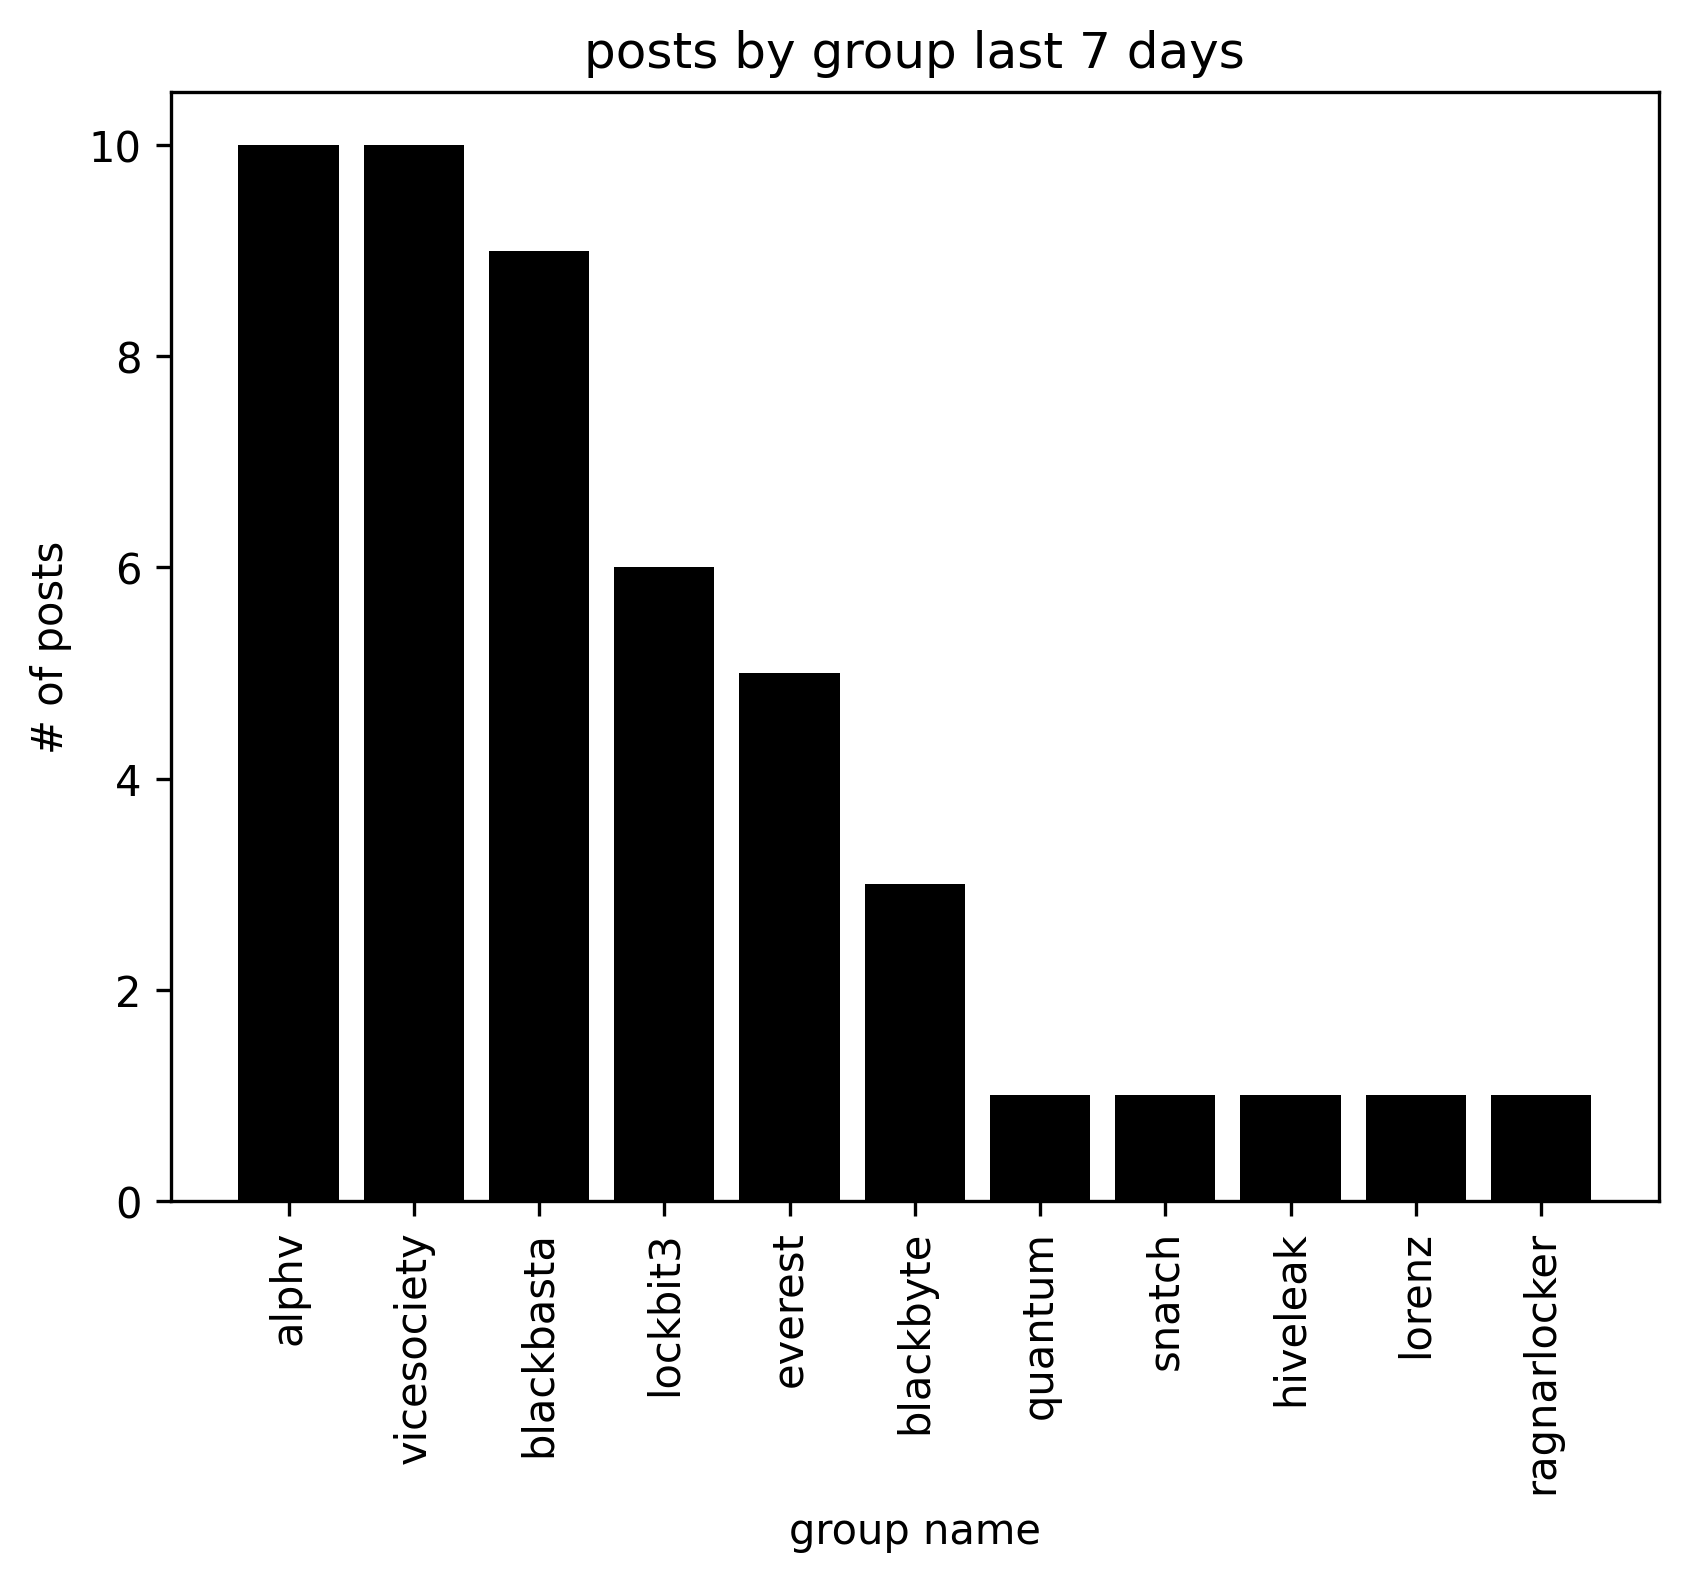 posts by group last 7 days
# of posts
10
8
6
4
2
0
alphv
vicesociety
blackbasta
lockbit3
everest
blackbyte
quantum
snatch
hiveleak
lorenz
ragnarlocker
group name